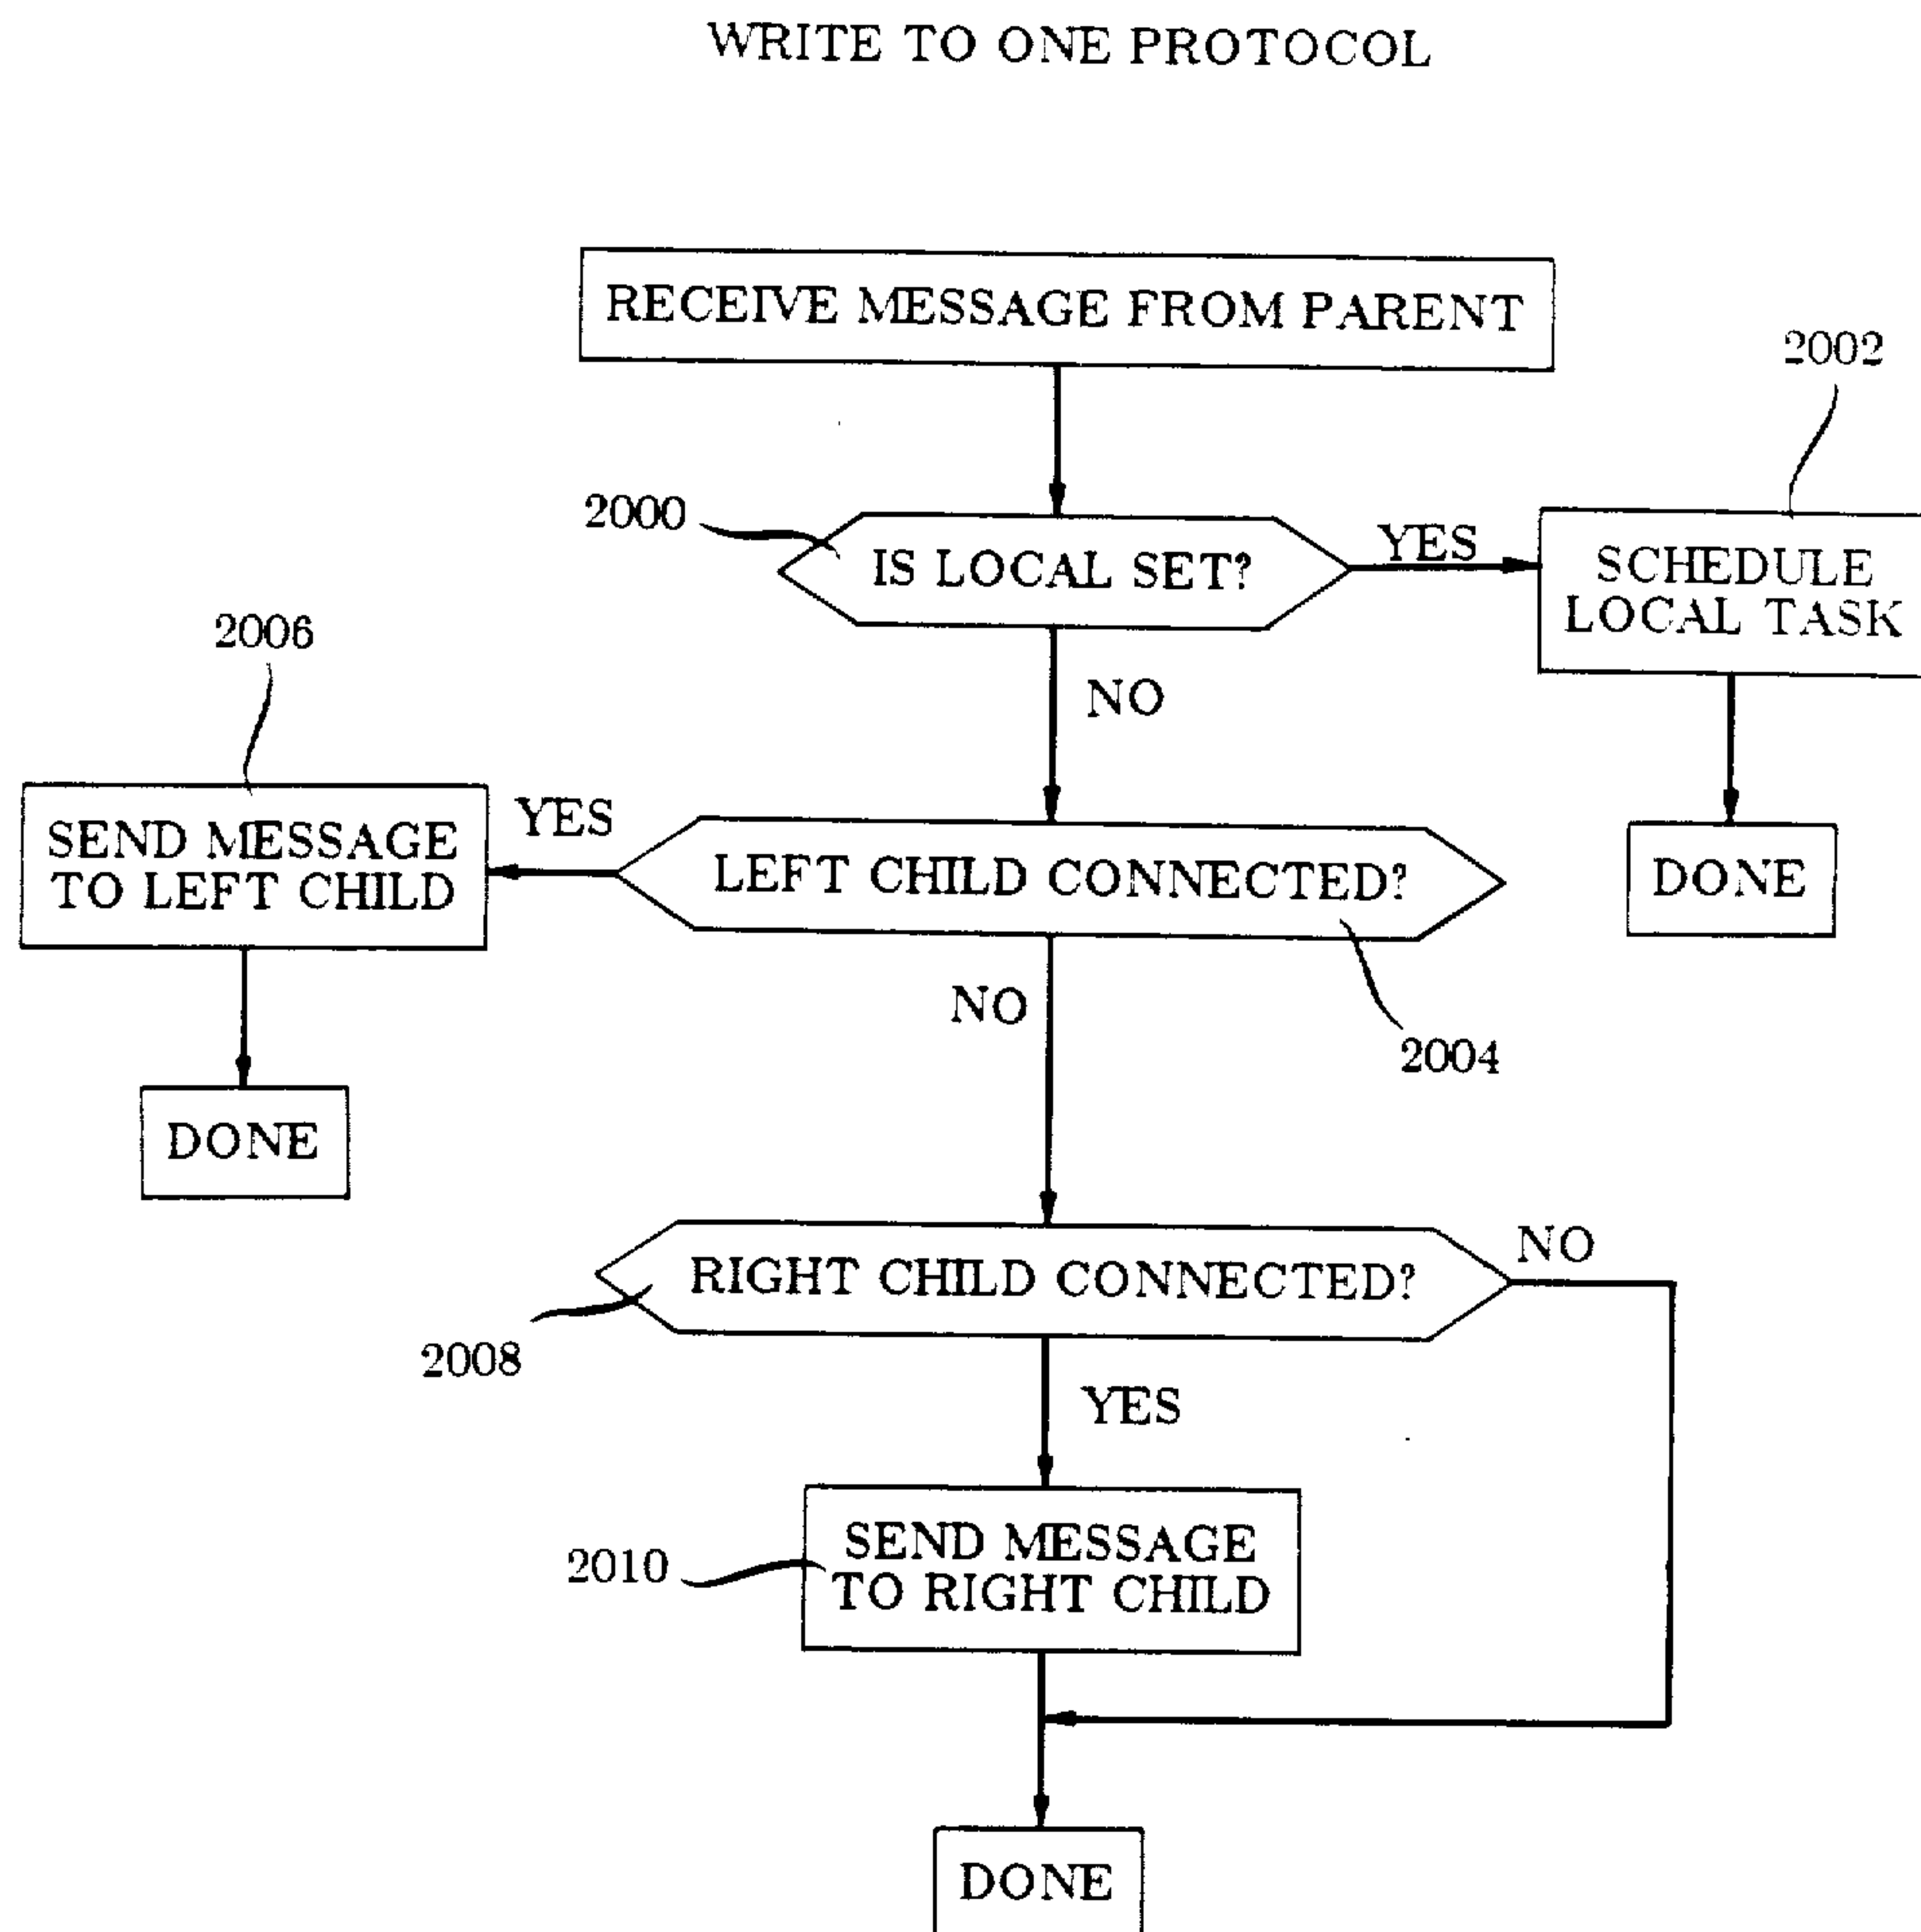 WRITE TO ONE PROTOCOL
RECEIVE MESSAGE FROM PARENT
2002
2000
IS LOCAL SET?
YES
SCHEDULE
LOCAL TASK
2006
NO
SEND MESSAGE
TO LEFT CHILD
YES
LEFT CHILD CONNECTED?
DONE
NO
2004
DONE
RIGHT CHILD CONNECTED?
NO
2008
YES
2010
SEND MESSAGE
TO RIGHT CHILD
DONE